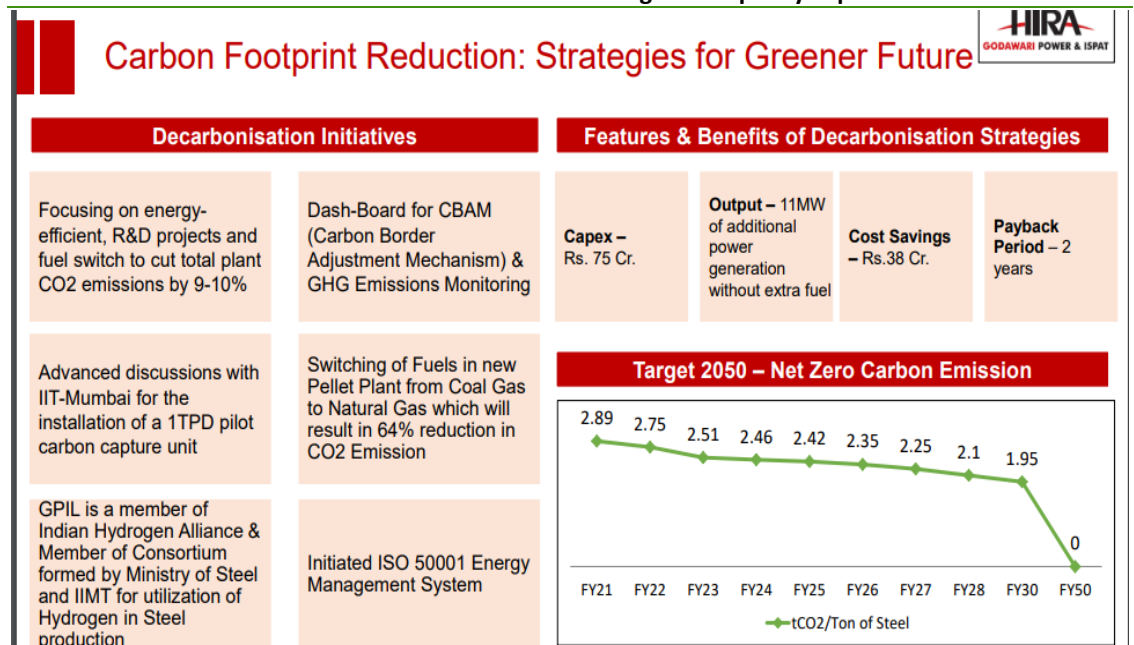 HIRA
GODAWARI POWER & ISPAT
Carbon Footprint Reduction: Strategies for Greener Future
Decarbonisation Initiatives
Focusing on energy-
efficient, R&D projects and
fuel switch to cut total plant
CO2 emissions by 9-10%
Dash-Board for CBAM
(Carbon Border
Adjustment Mechanism) &
GHG Emissions Monitoring
Advanced discussions with
IIT-Mumbai for the
installation of a 1TPD pilot
carbon capture unit
Switching of Fuels in new
Pellet Plant from Coal Gas
to Natural Gas which will
result in 64% reduction in
CO2 Emission
GPIL is a member of
Indian Hydrogen Alliance &
Member of Consortium
formed by Ministry of Steel
and IIMT for utilization of
Hydrogen in Steel
production
Initiated ISO 50001 Energy
Management System
Features & Benefits of Decarbonisation Strategies
Capex –
Rs. 75 Cr.
Output – 11MW
of additional
power
generation
without extra fuel
Cost Savings
– Rs.38 Cr.
Payback
Period – 2
years
Target 2050 – Net Zero Carbon Emission
2.89 2.75 2.51 2.46 2.42 2.35 2.25 2.1 1.95 0
FY21 FY22 FY23 FY24 FY25 FY26 FY27 FY28 FY30 FY50
tCO2/Ton of Steel